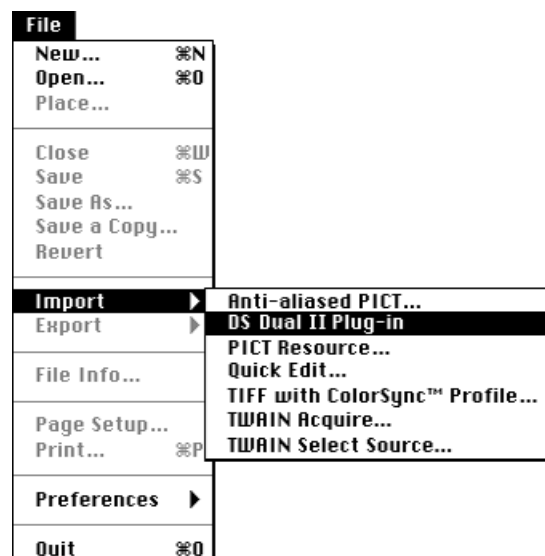 File
New... ⌘N
Open... ⌘O
Place...
Close ⌘W
Save ⌘S
Save As...
Save a Copy...
Revert
Import ▶
Export ▶
File Info...
Page Setup...
Print... ⌘P
Preferences ▶
Quit ⌘Q
Anti-aliased PICT...
DS Dual II Plug-in
PICT Resource...
Quick Edit...
TIFF with ColorSync™ Profile...
TWAIN Acquire...
TWAIN Select Source...